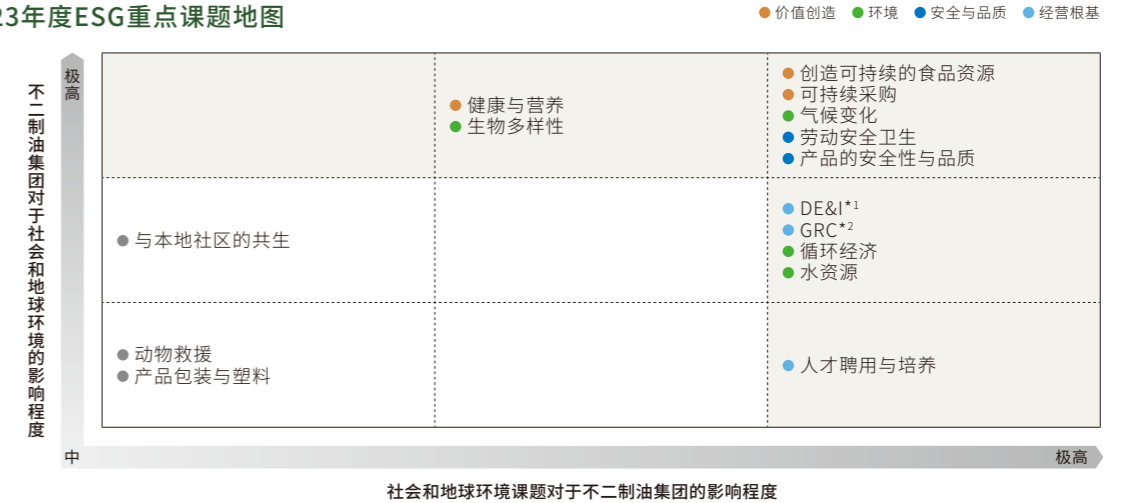 23年度ESG重点课题地图
价值创造 环境 安全与品质 经营根基
极高
不二制油集团对于社会和地球环境的影响程度
健康与营养
生物多样性
创造可持续的食品资源
可持续采购
气候变化
劳动安全卫生
产品的安全性与品质
与本地社区的共生
DE&I*1
GRC*2
循环经济
水资源
动物救援
产品包装与塑料
人才聘用与培养
中
极高
社会和地球环境课题对于不二制油集团的影响程度